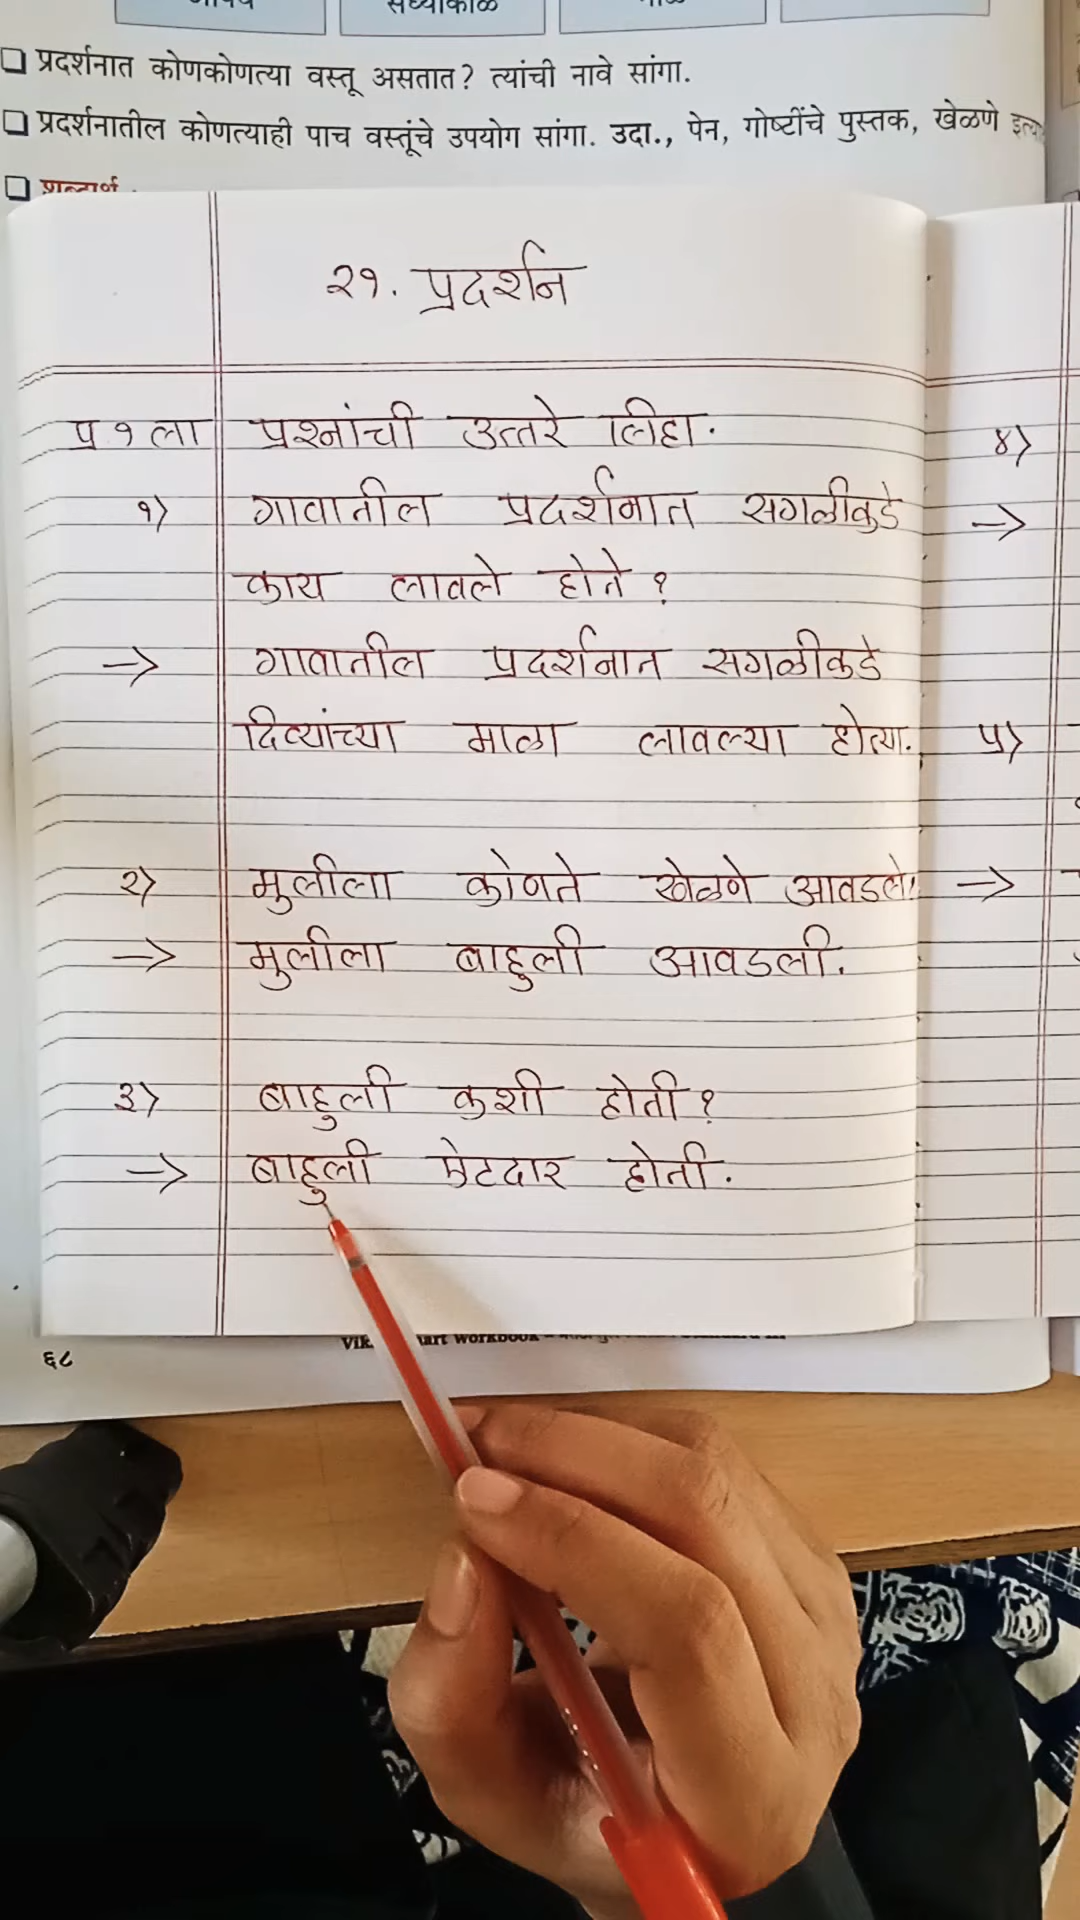 संध्याकाळ
❑ प्रदर्शनात कोणकोणत्या वस्तू असतात? त्यांची नावे सांगा.
❑ प्रदर्शनातील कोणत्याही पाच वस्तूंचे उपयोग सांगा. उदा., पेन, गोष्टींचे पुस्तक, खेळणे
❑ शब्दार्थ
२१. प्रदर्शन
प्र १ ला प्रश्नांची उत्तरे लिहा.
१) गावातील प्रदर्शनात सगळीकडे
काय लावले होते?
→ गावातील प्रदर्शनात सगळीकडे
दिव्यांच्या माळा लावल्या होत्या.
२) मुलीला कोणते खेळणे आवडले?
→ मुलीला बाहुली आवडली.
३) बाहुली कशी होती?
→ बाहुली ऐटदार होती.
४)
→
५)
→
६८